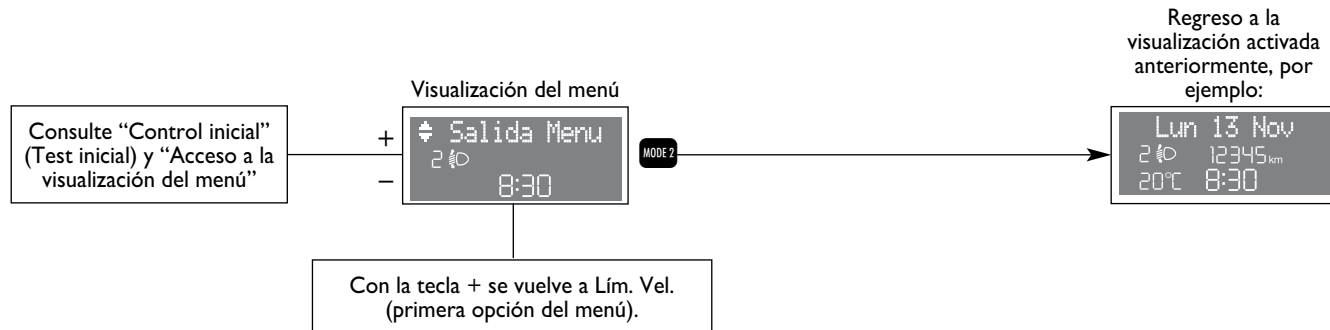 Consulte “Control inicial”
(Test inicial) y “Acceso a la
visualización del menú”
Visualización del menú
+
−
Salida Menu
2
8:30
MODE 2
Con la tecla + se vuelve a Lím. Vel.
(primera opción del menú).
Regreso a la
visualización activada
anteriormente, por
ejemplo:
Lun 13 Nov
2 12345 km
20°C 8:30